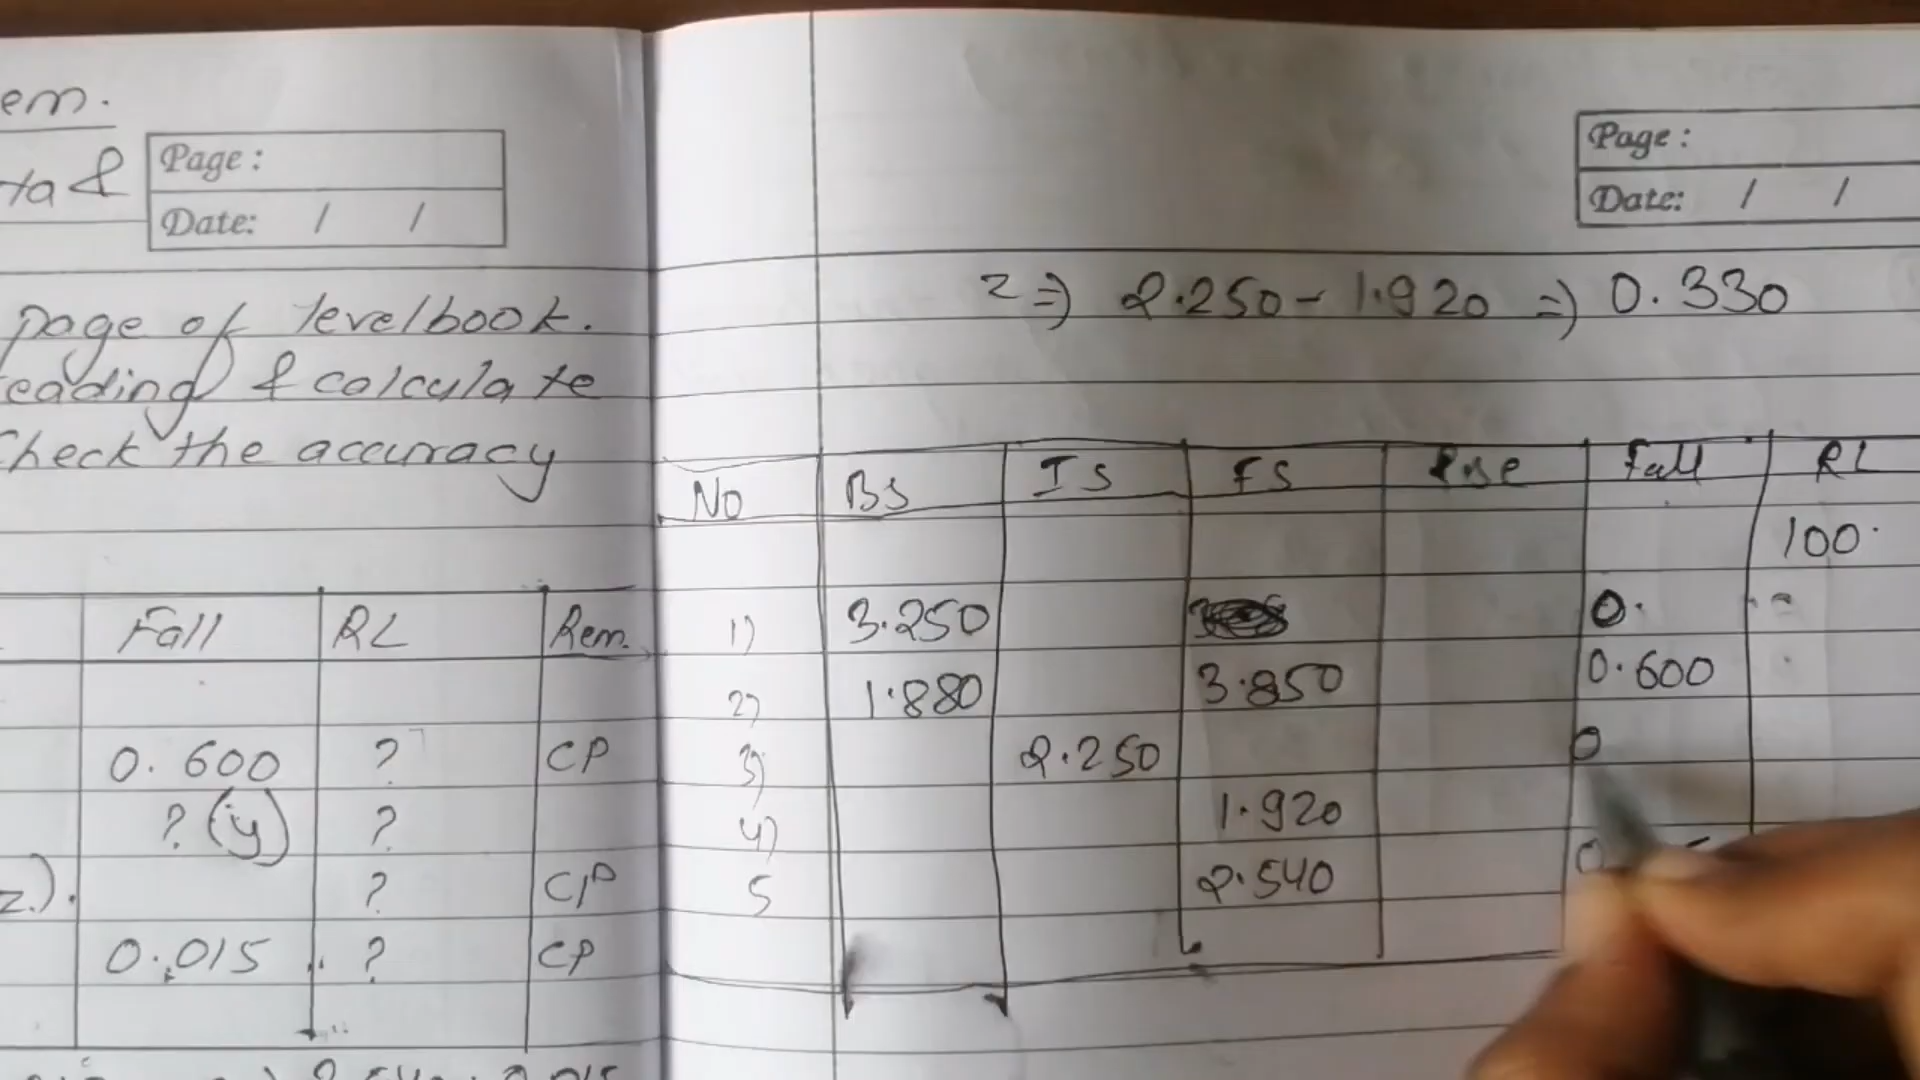 em.
ta &
Page :
Date: / /
page of levelbook.
eading & calculate
Check the accuracy
Fall RL Rem.
0.600 ? CP
? (y) ?
z). ? CP
0.015 ? CP
Page :
Date: / /
z => 2.250 - 1.920 => 0.330
No BS IS FS Rise Fall RL
100.
1) 3.250 0.
2) 1.880 3.850 0.600
3) 2.250 0
4) 1.920
5 2.540 0